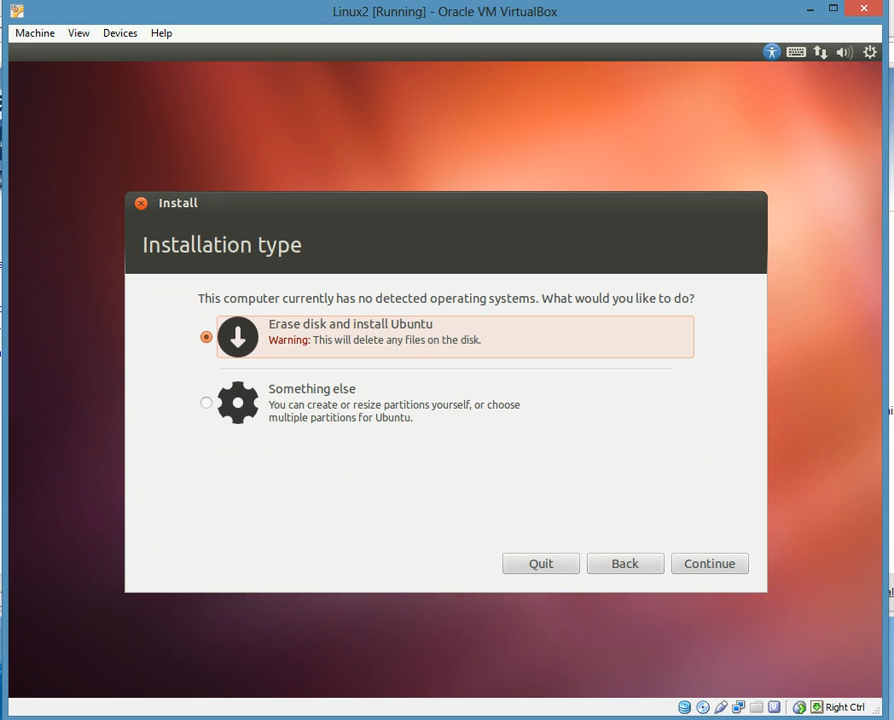 Linux2 [Running] - Oracle VM VirtualBox
Machine View Devices Help
Install
Installation type
This computer currently has no detected operating systems. What would you like to do?
Erase disk and install Ubuntu
Warning: This will delete any files on the disk.
Something else
You can create or resize partitions yourself, or choose
multiple partitions for Ubuntu.
Quit Back Continue
Right Ctrl